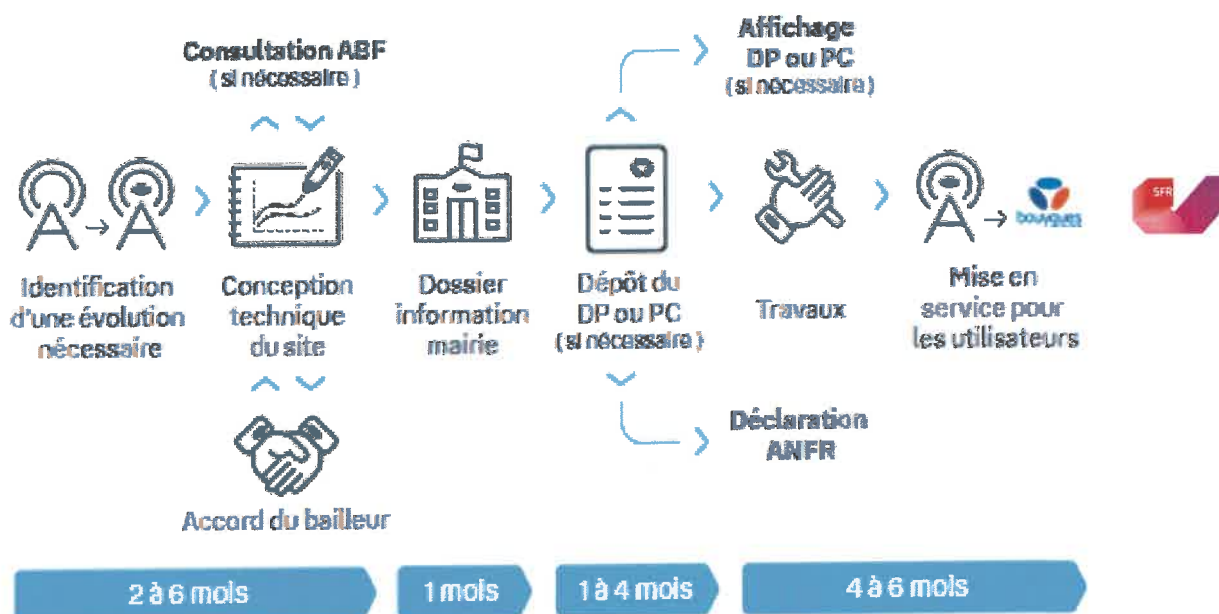 Consultation ABF
(si nécessaire)
Affichage
DP ou PC
(si nécessaire)
bouygues
SFR
Identification
d'une évolution
nécessaire
Conception
technique
du site
Dossier
information
mairie
Dépôt du
DP ou PC
(si nécessaire)
Travaux
Mise en
service pour
les utilisateurs
Accord du bailleur
Déclaration
ANFR
2 à 6 mois
1 mois
1 à 4 mois
4 à 6 mois